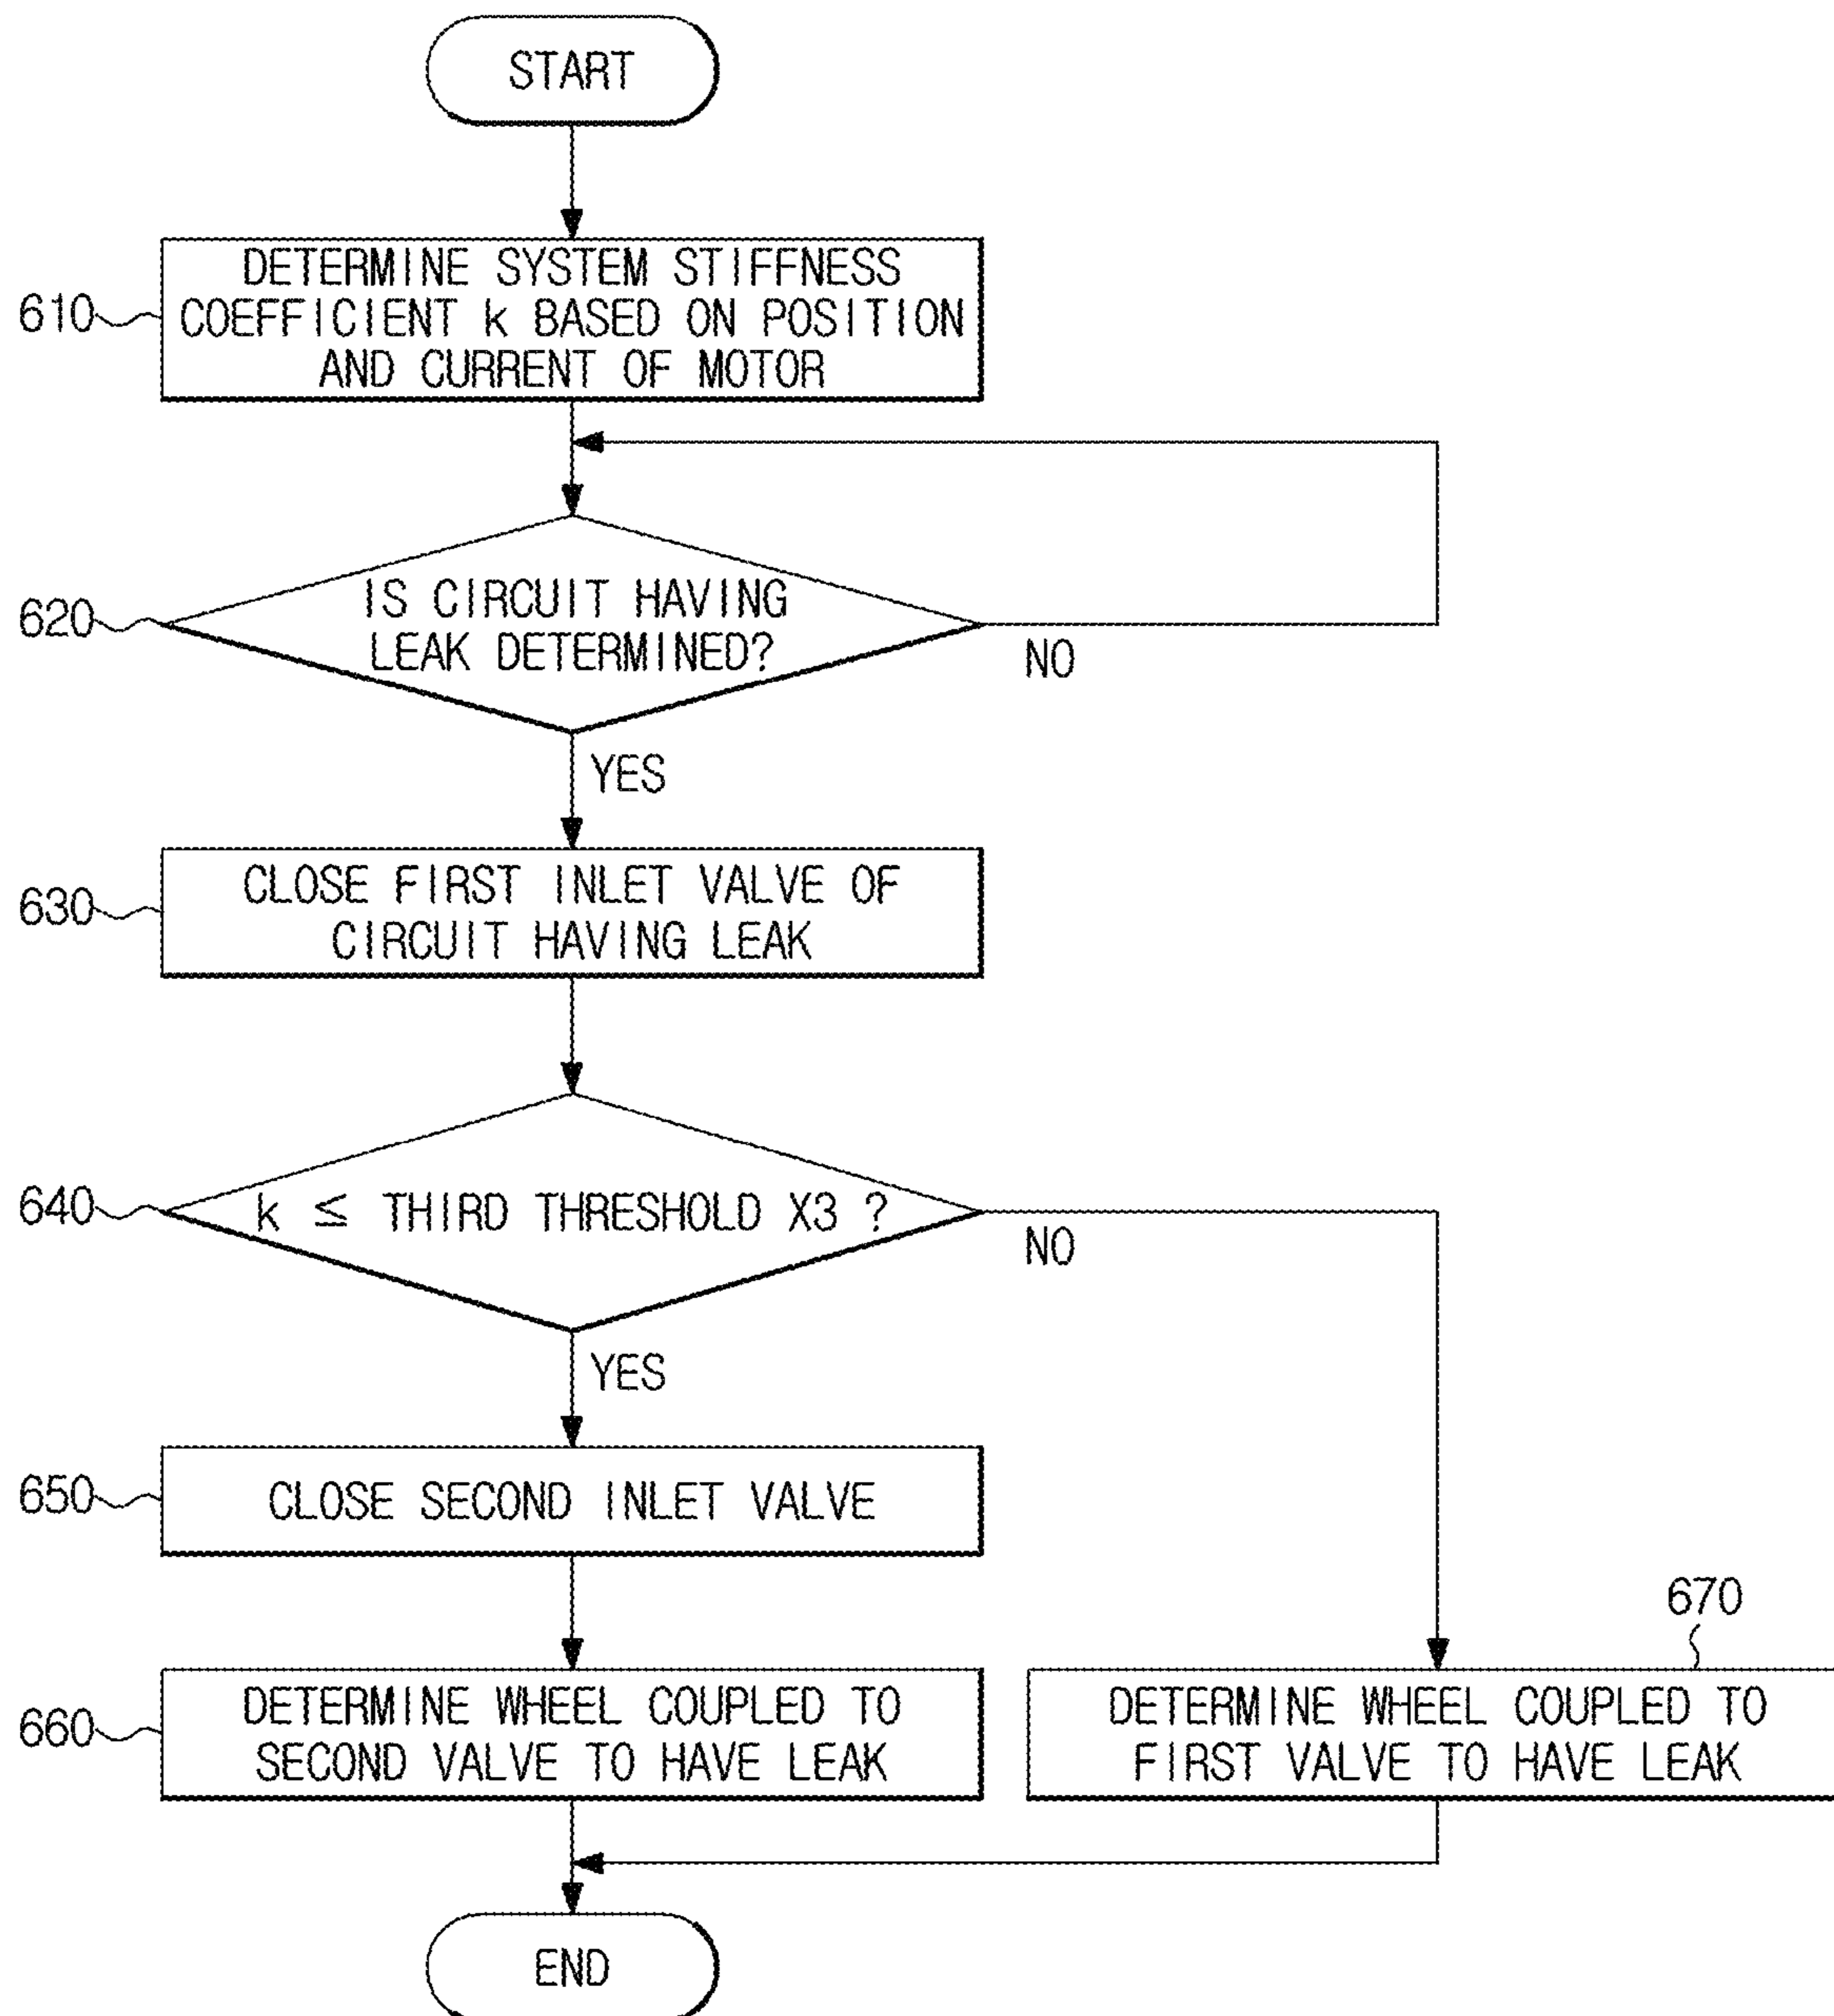 START
610
DETERMINE SYSTEM STIFFNESS
COEFFICIENT k BASED ON POSITION
AND CURRENT OF MOTOR
620
IS CIRCUIT HAVING
LEAK DETERMINED?
NO
YES
630
CLOSE FIRST INLET VALVE OF
CIRCUIT HAVING LEAK
640
k ≤ THIRD THRESHOLD X3 ?
NO
YES
650
CLOSE SECOND INLET VALVE
660
DETERMINE WHEEL COUPLED TO
SECOND VALVE TO HAVE LEAK
670
DETERMINE WHEEL COUPLED TO
FIRST VALVE TO HAVE LEAK
END